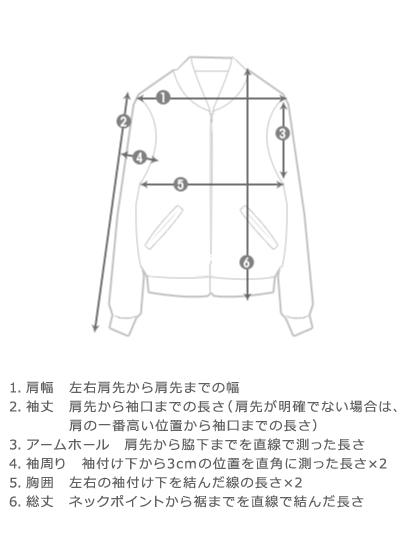 1
2
3
4
5
6
1. 肩幅　左右肩先から肩先までの幅
2. 袖丈　肩先から袖口までの長さ（肩先が明確でない場合は、
肩の一番高い位置から袖口までの長さ）
3. アームホール　肩先から脇下までを直線で測った長さ
4. 袖周り　袖付け下から3cmの位置を直角に測った長さ×2
5. 胸囲　左右の袖付け下を結んだ線の長さ×2
6. 総丈　ネックポイントから裾までを直線で結んだ長さ